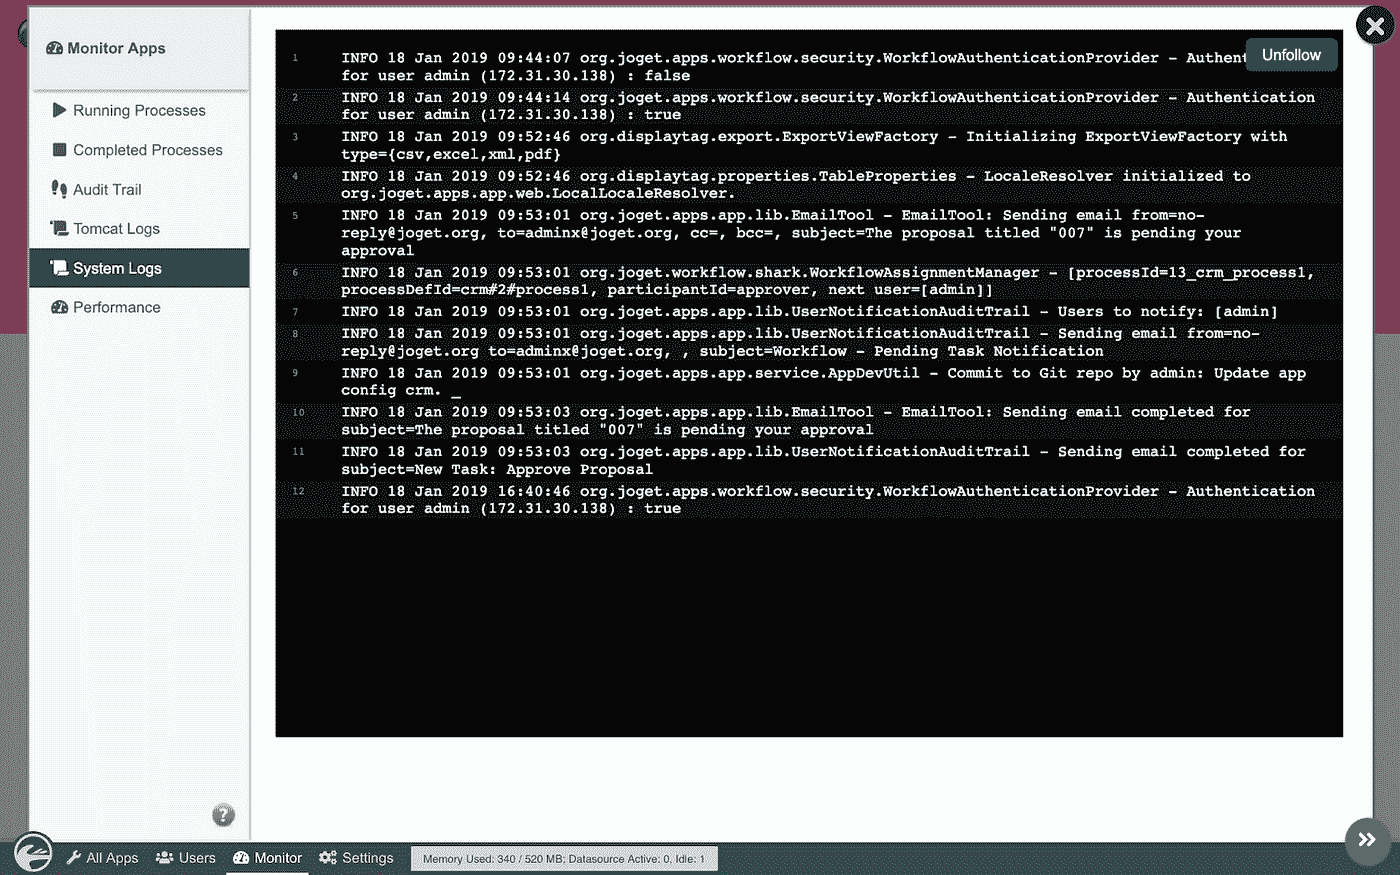 Monitor Apps
Running Processes
Completed Processes
Audit Trail
Tomcat Logs
System Logs
Performance
?
Unfollow
1 INFO 18 Jan 2019 09:44:07 org.joget.apps.workflow.security.WorkflowAuthenticationProvider - Authent
for user admin (172.31.30.138) : false
2 INFO 18 Jan 2019 09:44:14 org.joget.apps.workflow.security.WorkflowAuthenticationProvider - Authentication
for user admin (172.31.30.138) : true
3 INFO 18 Jan 2019 09:52:46 org.displaytag.export.ExportViewFactory - Initializing ExportViewFactory with
type={csv,excel,xml,pdf}
4 INFO 18 Jan 2019 09:52:46 org.displaytag.properties.TableProperties - LocaleResolver initialized to
org.joget.apps.app.web.LocalLocaleResolver.
5 INFO 18 Jan 2019 09:53:01 org.joget.apps.app.lib.EmailTool - EmailTool: Sending email from=no-
reply@joget.org, to=adminx@joget.org, cc=, bcc=, subject=The proposal titled "007" is pending your
approval
6 INFO 18 Jan 2019 09:53:01 org.joget.workflow.shark.WorkflowAssignmentManager - [processId=13_crm_process1,
processDefId=crm#2#process1, participantId=approver, next user=[admin]]
7 INFO 18 Jan 2019 09:53:01 org.joget.apps.app.lib.UserNotificationAuditTrail - Users to notify: [admin]
8 INFO 18 Jan 2019 09:53:01 org.joget.apps.app.lib.UserNotificationAuditTrail - Sending email from=no-
reply@joget.org to=adminx@joget.org, , subject=Workflow - Pending Task Notification
9 INFO 18 Jan 2019 09:53:01 org.joget.apps.app.service.AppDevUtil - Commit to Git repo by admin: Update app
config crm. _
10 INFO 18 Jan 2019 09:53:03 org.joget.apps.app.lib.EmailTool - EmailTool: Sending email completed for
subject=The proposal titled "007" is pending your approval
11 INFO 18 Jan 2019 09:53:03 org.joget.apps.app.lib.UserNotificationAuditTrail - Sending email completed for
subject=New Task: Approve Proposal
12 INFO 18 Jan 2019 16:40:46 org.joget.apps.workflow.security.WorkflowAuthenticationProvider - Authentication
for user admin (172.31.30.138) : true
All Apps Users Monitor Settings Memory Used: 340 / 520 MB; Datasource Active: 0, Idle: 1